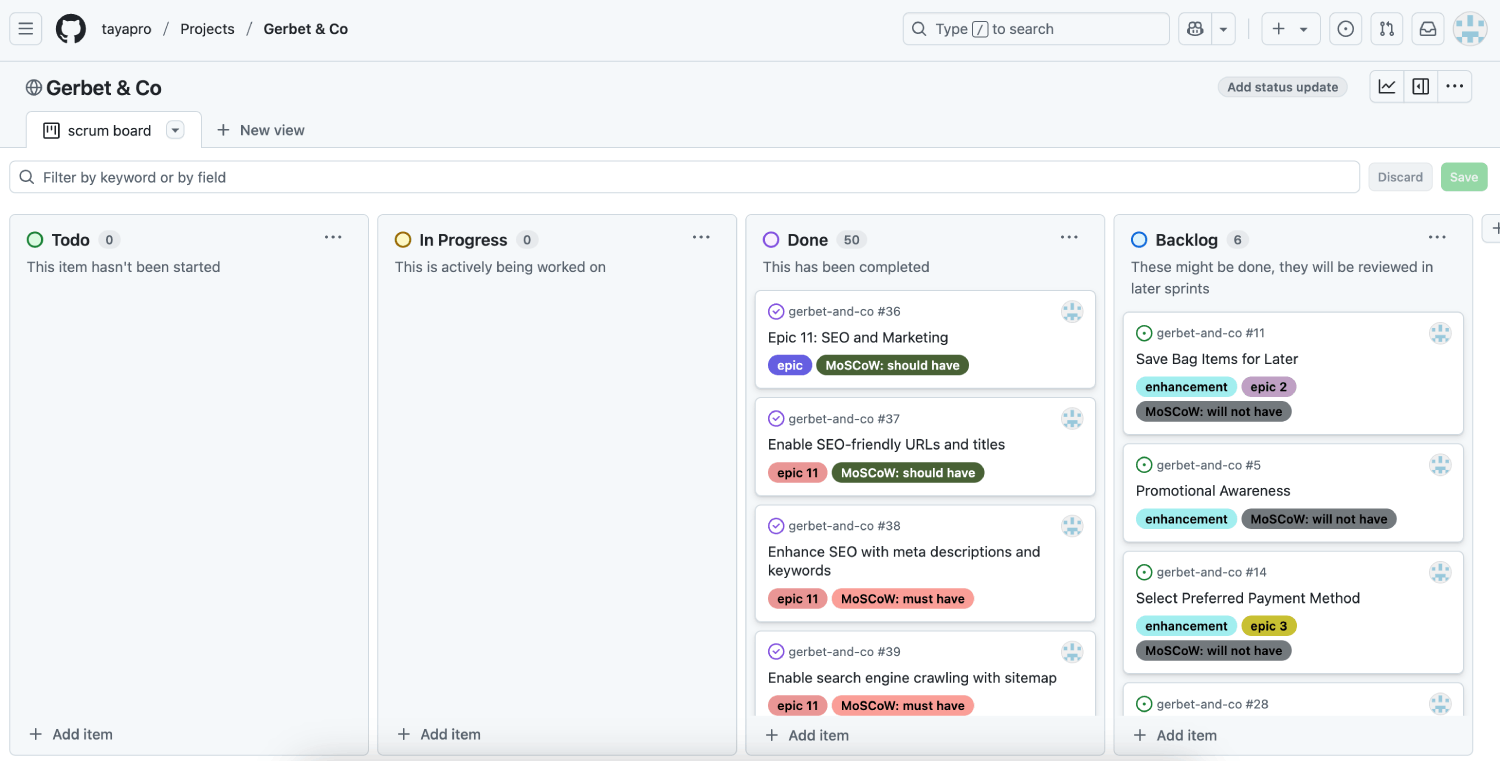 tayapro / Projects / Gerbet & Co
Type / to search
Gerbet & Co
Add status update
scrum board
New view
Filter by keyword or by field
Discard
Save
Todo 0
This item hasn't been started
Add item
In Progress 0
This is actively being worked on
Add item
Done 50
This has been completed
gerbet-and-co #36
Epic 11: SEO and Marketing
epic MoSCoW: should have
gerbet-and-co #37
Enable SEO-friendly URLs and titles
epic 11 MoSCoW: should have
gerbet-and-co #38
Enhance SEO with meta descriptions and
keywords
epic 11 MoSCoW: must have
gerbet-and-co #39
Enable search engine crawling with sitemap
epic 11 MoSCoW: must have
Add item
Backlog 6
These might be done, they will be reviewed in
later sprints
gerbet-and-co #11
Save Bag Items for Later
enhancement epic 2
MoSCoW: will not have
gerbet-and-co #5
Promotional Awareness
enhancement MoSCoW: will not have
gerbet-and-co #14
Select Preferred Payment Method
enhancement epic 3
MoSCoW: will not have
gerbet-and-co #28
Add item